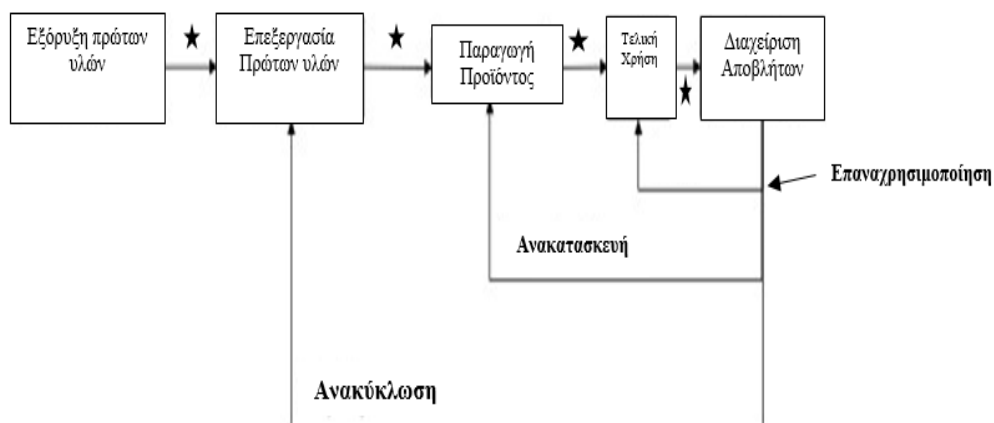 Εξόρυξη πρώτων
υλών
Επεξεργασία
Πρώτων υλών
Παραγωγή
Προϊόντος
Τελική
Χρήση
Διαχείριση
Αποβλήτων
Επαναχρησιμοποίηση
Ανακατασκευή
Ανακύκλωση